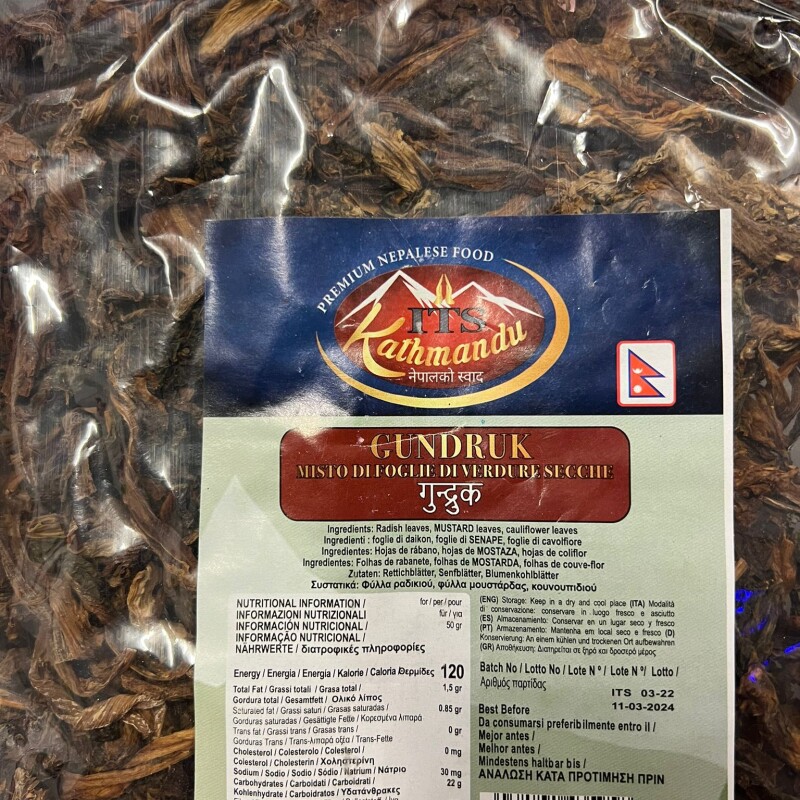 PREMIUM NEPALESE FOOD
ITS
Kathmandu
नेपालको स्वाद
GUNDRUK
MISTO DI FOGLIE DI VERDURE SECCHE
गुन्द्रुक
Ingredients: Radish leaves, MUSTARD leaves, cauliflower leaves
Ingredienti : foglie di daikon, foglie di SENAPE, foglie di cavolfiore
Ingredientes: Hojas de rábano, hojas de MOSTAZA, hojas de coliflor
Ingredientes: Folhas de rabanete, folhas de MOSTARDA, folhas de couve-flor
Zutaten: Rettichblätter, Senfblätter, Blumenkohlblätter
Συστατικά: Φύλλα ραδικιού, φύλλα μουστάρδας, κουνουπιδιού
NUTRITIONAL INFORMATION /
INFORMAZION NUTRIZIONALI
INFORMACIÓN NUTRICIONAL /
INFORMAÇÃO NUTRICIONAL /
NÄHRWERTE / διατροφικές πληροφορίες
for / per / pour
für / για
50 gr
Energy / Energia / Energia / Kalorie / Caloria Θερμίδες 120
Total Fat / Grassi totali / Grasa total / 1,5 gr
Gordura total / Gesamtfett / Ολικό λίπος
Saturated fat / Grassi saturi / Grasas saturadas / 0.85 gr
Gorduras saturadas / Gesättigte Fette / Κορεσμένα λιπαρά
Trans fat / Grassi trans / Grasas trans / 0 gr
Gorduras Trans / Trans-λιπαρά οξέα / Trans-Fette
Cholesterol / Colesterolo / Colesterol / 0 mg
Colesterol / Cholesterin / Χοληστερίνη
Sodium / Sodio / Sodio / Sódio / Natrium / Νάτριο 30 mg
Carbohydrates / Carboidati / Carboidrati / 22 g
Kohlenhydrate / Carboidratos / Υδατάνθρακες
(ENG) Storage: Keep in a dry and cool place (ITA) Modalità
di conservazione: conservare in luogo fresco e asciutto
(ES) Almacenamiento: Conservar en un lugar seco y fresco
(PT) Armazenamento: Mantenha em local seco e fresco (D)
Konservierung: An einem kühlen und trockenen Ort aufbewahren
(GR) Αποθήκευση: Διατηρείται σε ξηρό και δροσερό μέρος
Batch No / Lotto No / Lote N º / Lote N º/ Lotto /
Αριθμός παρτίδας
ITS 03-22
Best Before 11-03-2024
Da consumarsi preferibilmente entro il /
Mejor antes /
Melhor antes /
Mindestens haltbar bis /
ΑΝΑΛΩΣΗ ΚΑΤΑ ΠΡΟΤΙΜΗΣΗ ΠΡΙΝ